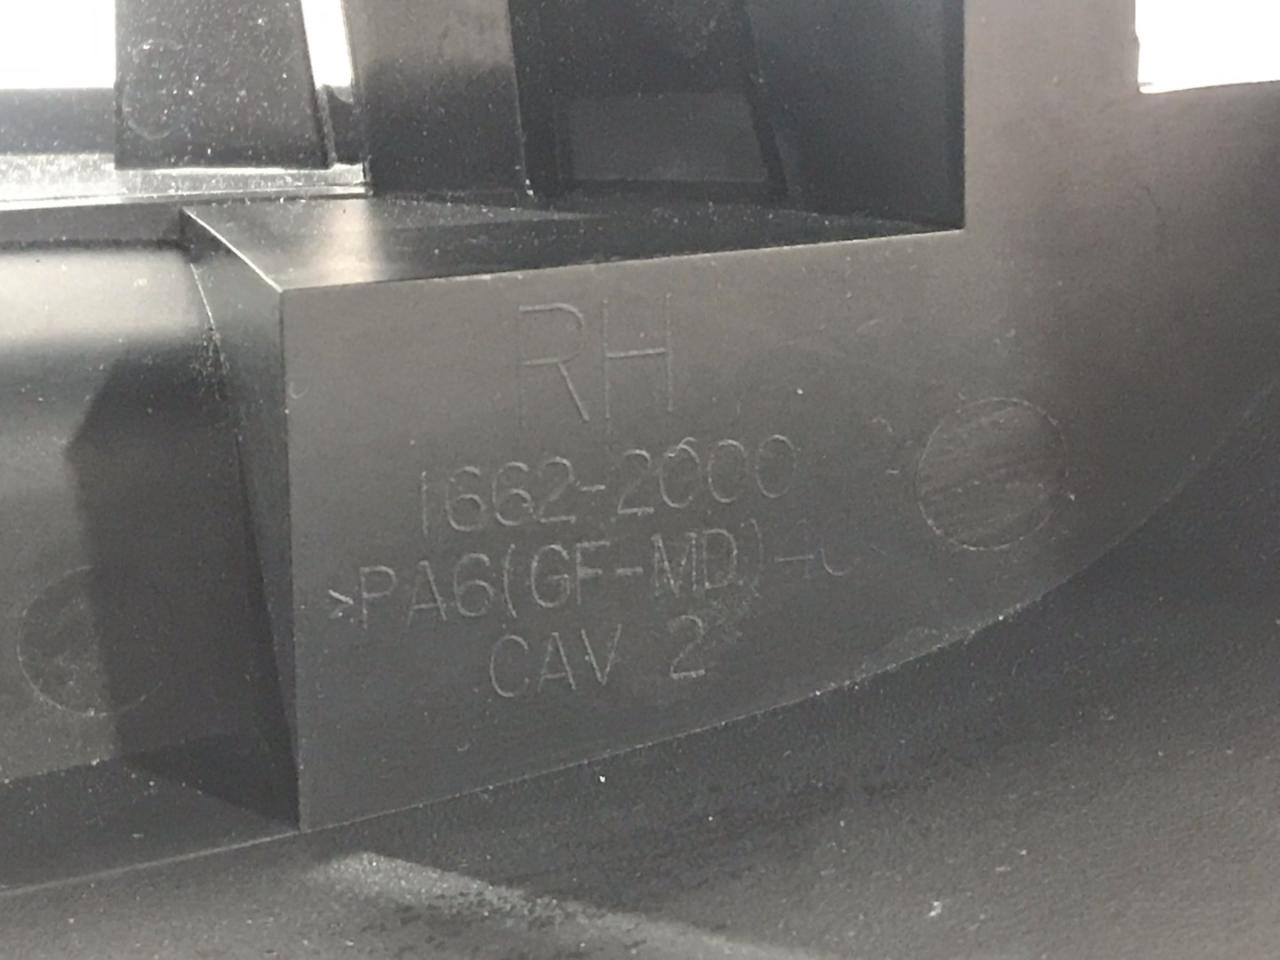 RH
1662-2000
>PA6(GF-MD)
CAV 2